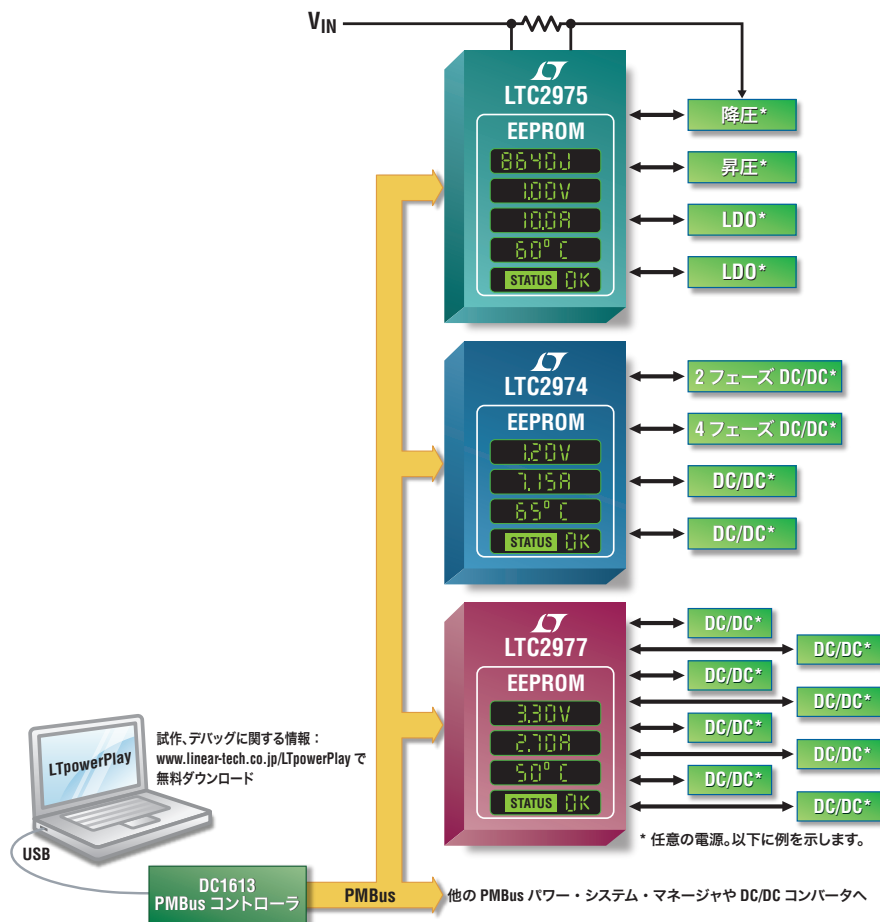 VIN
LTC2975
EEPROM
8640J
1.00V
10.0A
60°C
STATUS OK
降圧*
昇圧*
LDO*
LDO*
LTC2974
EEPROM
1.20V
7.15A
65°C
STATUS OK
2 フェーズ DC/DC*
4 フェーズ DC/DC*
DC/DC*
DC/DC*
LTC2977
EEPROM
3.30V
2.70A
50°C
STATUS OK
DC/DC*
DC/DC*
DC/DC*
DC/DC*
DC/DC*
DC/DC*
DC/DC*
DC/DC*
* 任意の電源。以下に例を示します。
LTpowerPlay
試作、デバッグに関する情報：
www.linear-tech.co.jp/LTpowerPlay で
無料ダウンロード
USB
DC1613
PMBus コントローラ
PMBus
他の PMBus パワー・システム・マネージャや DC/DC コンバータへ